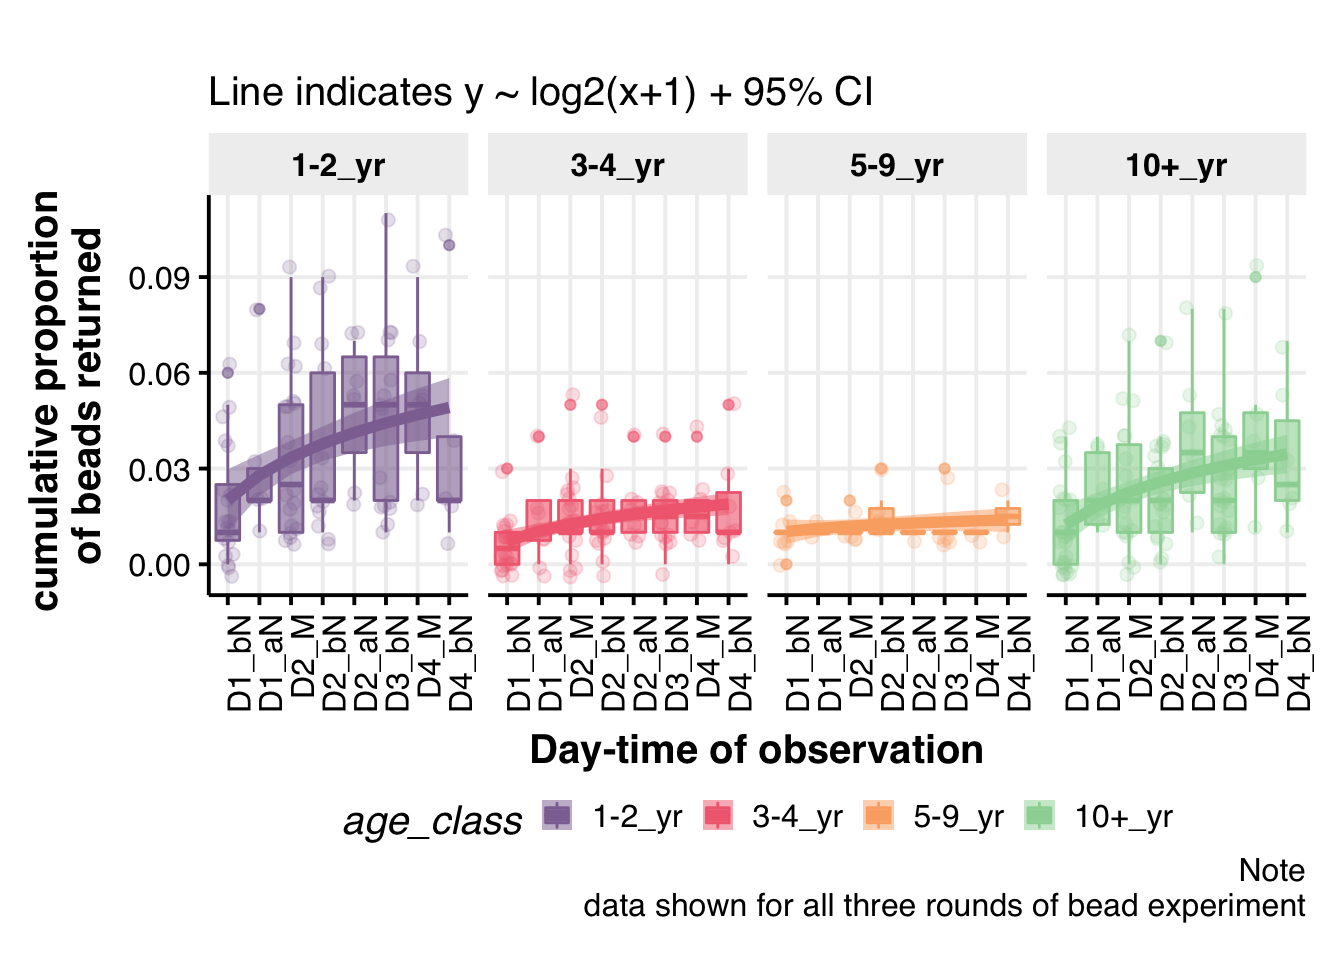 Line indicates y ~ log2(x+1) + 95% CI
1-2_yr 3-4_yr 5-9_yr 10+_yr
cumulative proportion
of beads returned
0.09
0.06
0.03
0.00
D1_bN D1_aN D2_M D2_bN D2_aN D3_bN D4_M D4_bN D1_bN D1_aN D2_M D2_bN D2_aN D3_bN D4_M D4_bN D1_bN D1_aN D2_M D2_bN D2_aN D3_bN D4_M D4_bN D1_bN D1_aN D2_M D2_bN D2_aN D3_bN D4_M D4_bN
Day-time of observation
age_class 1-2_yr 3-4_yr 5-9_yr 10+_yr
Note
data shown for all three rounds of bead experiment